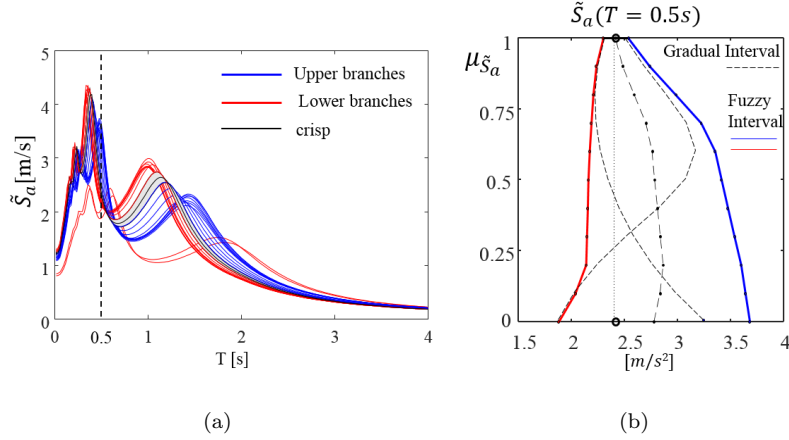 5
4
3
2
1
0
S̃ₐ[m/s]
Upper branches
Lower branches
crisp
0 0.5 1 2 3 4
T [s]
(a)
S̃ₐ(T = 0.5s)
μ_S̃ₐ
1
0.75
0.5
0.25
0
Gradual Interval
Fuzzy
Interval
1.5 2 2.5 3 3.5 4
[m/s²]
(b)